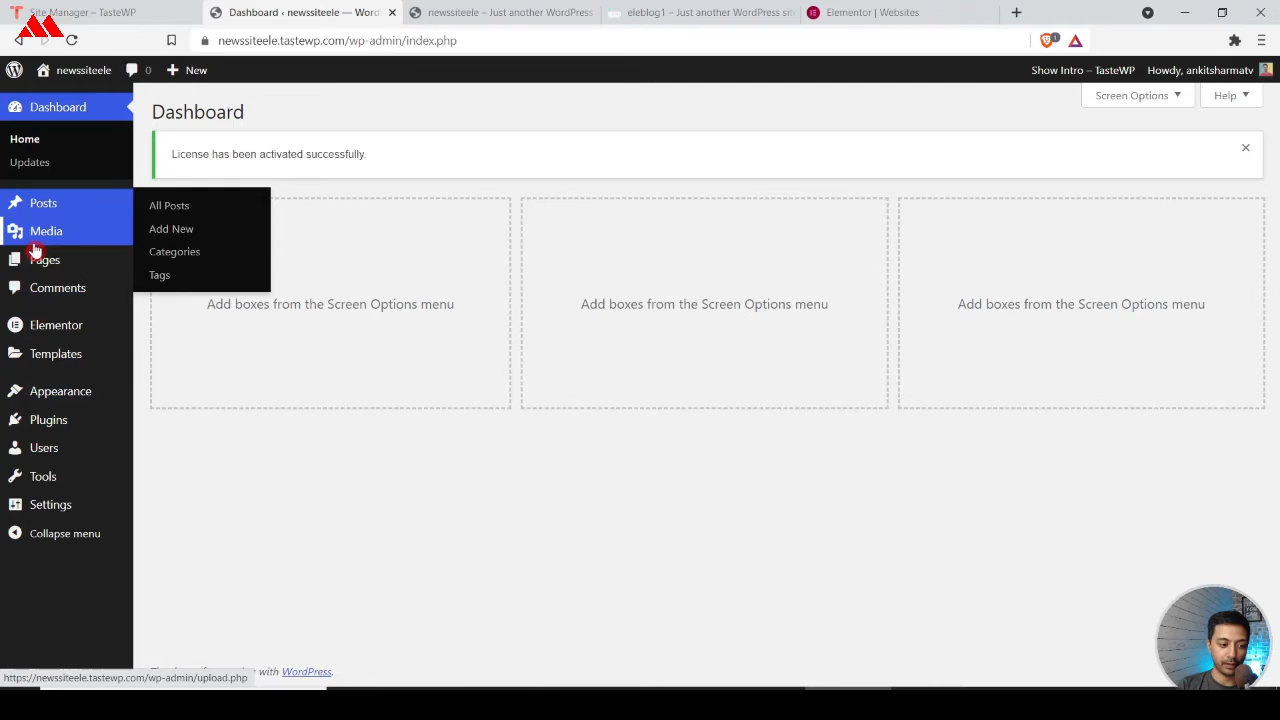 Site Manager – TasteWP
Dashboard ‹ newssiteele — Wor
newssiteele – Just another WordPress
eleblog1 – Just another WordPress sit
Elementor | Websites
newssiteele.tastewp.com/wp-admin/index.php
1
newssiteele
0
New
Show Intro – TasteWP
Howdy, ankitsharmatv
Dashboard
Home
Updates
Posts
Media
Pages
Comments
Elementor
Templates
Appearance
Plugins
Users
Tools
Settings
Collapse menu
All Posts
Add New
Categories
Tags
Dashboard
Screen Options
Help
License has been activated successfully.
Add boxes from the Screen Options menu
Add boxes from the Screen Options menu
Add boxes from the Screen Options menu
with WordPress.
https://newssiteele.tastewp.com/wp-admin/upload.php